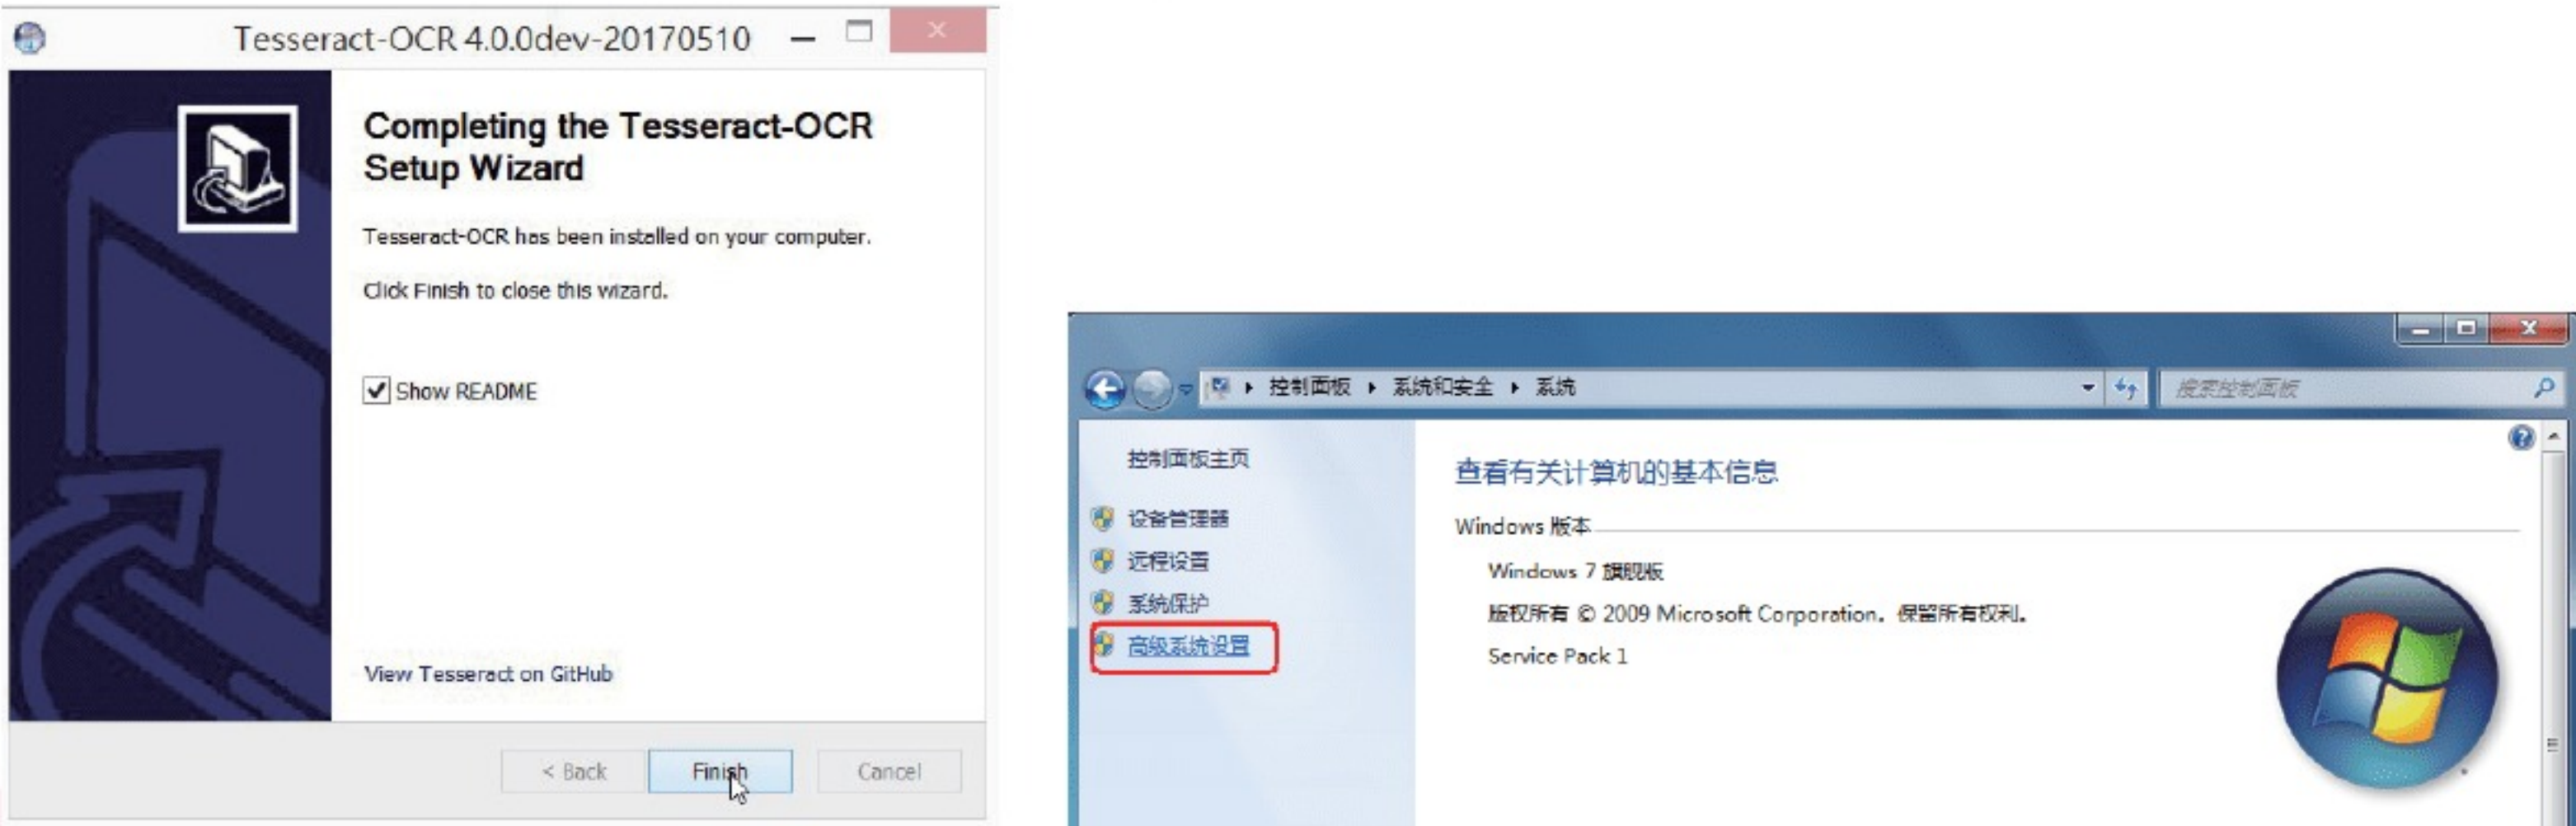 Tesseract-OCR 4.0.0dev-20170510
Completing the Tesseract-OCR
Setup Wizard
Tesseract-OCR has been installed on your computer.
Click Finish to close this wizard.
Show README
View Tesseract on GitHub
< Back
Finish
Cancel
控制面板
系统和安全
系统
搜索控制面板
控制面板主页
设备管理器
远程设置
系统保护
高级系统设置
查看有关计算机的基本信息
Windows 版本
Windows 7 旗舰版
版权所有 © 2009 Microsoft Corporation。保留所有权利。
Service Pack 1